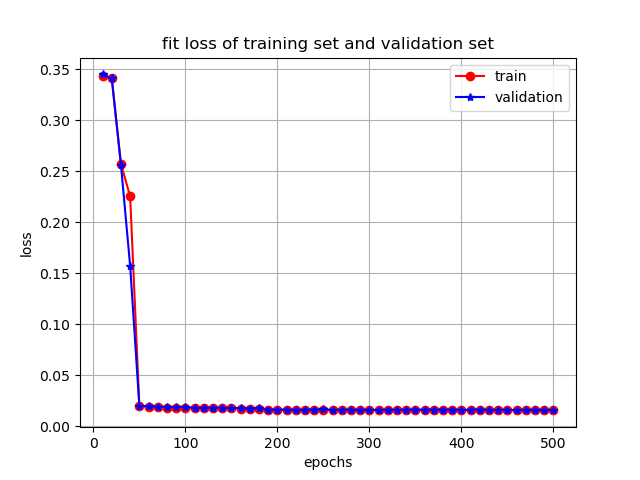 fit loss of training set and validation set
train
validation
loss
0.35
0.30
0.25
0.20
0.15
0.10
0.05
0.00
0 100 200 300 400 500
epochs